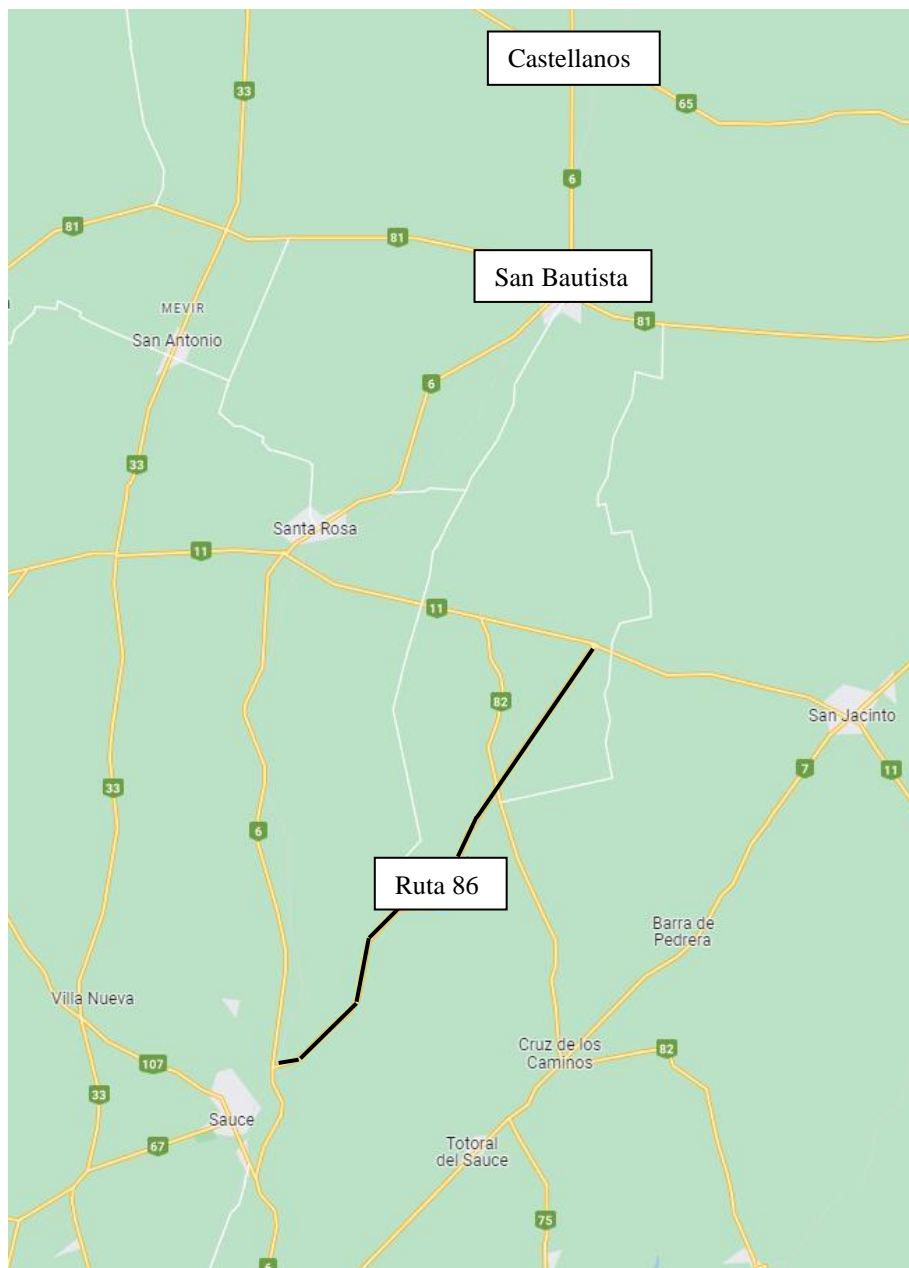 Castellanos
33
65
6
81
81
San Bautista
MEVIR
San Antonio
81
6
33
Santa Rosa
11
11
82
San Jacinto
7
11
33
6
Ruta 86
Barra de
Pedrera
Villa Nueva
Cruz de los
Caminos
82
107
33
Sauce
67
Totoral
del Sauce
75
6